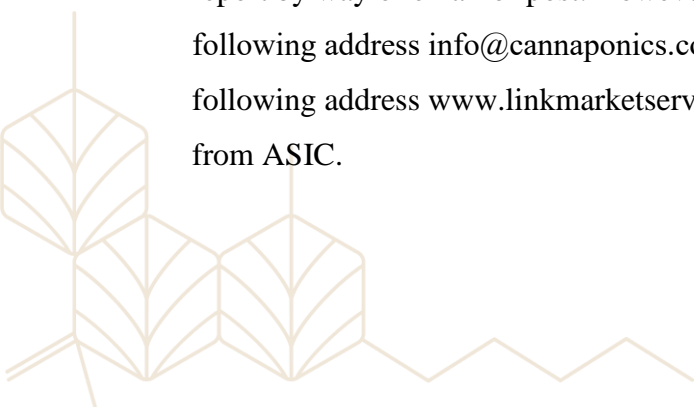 following address info@cannaponics.co
following address www.linkmarketserv
from ASIC.